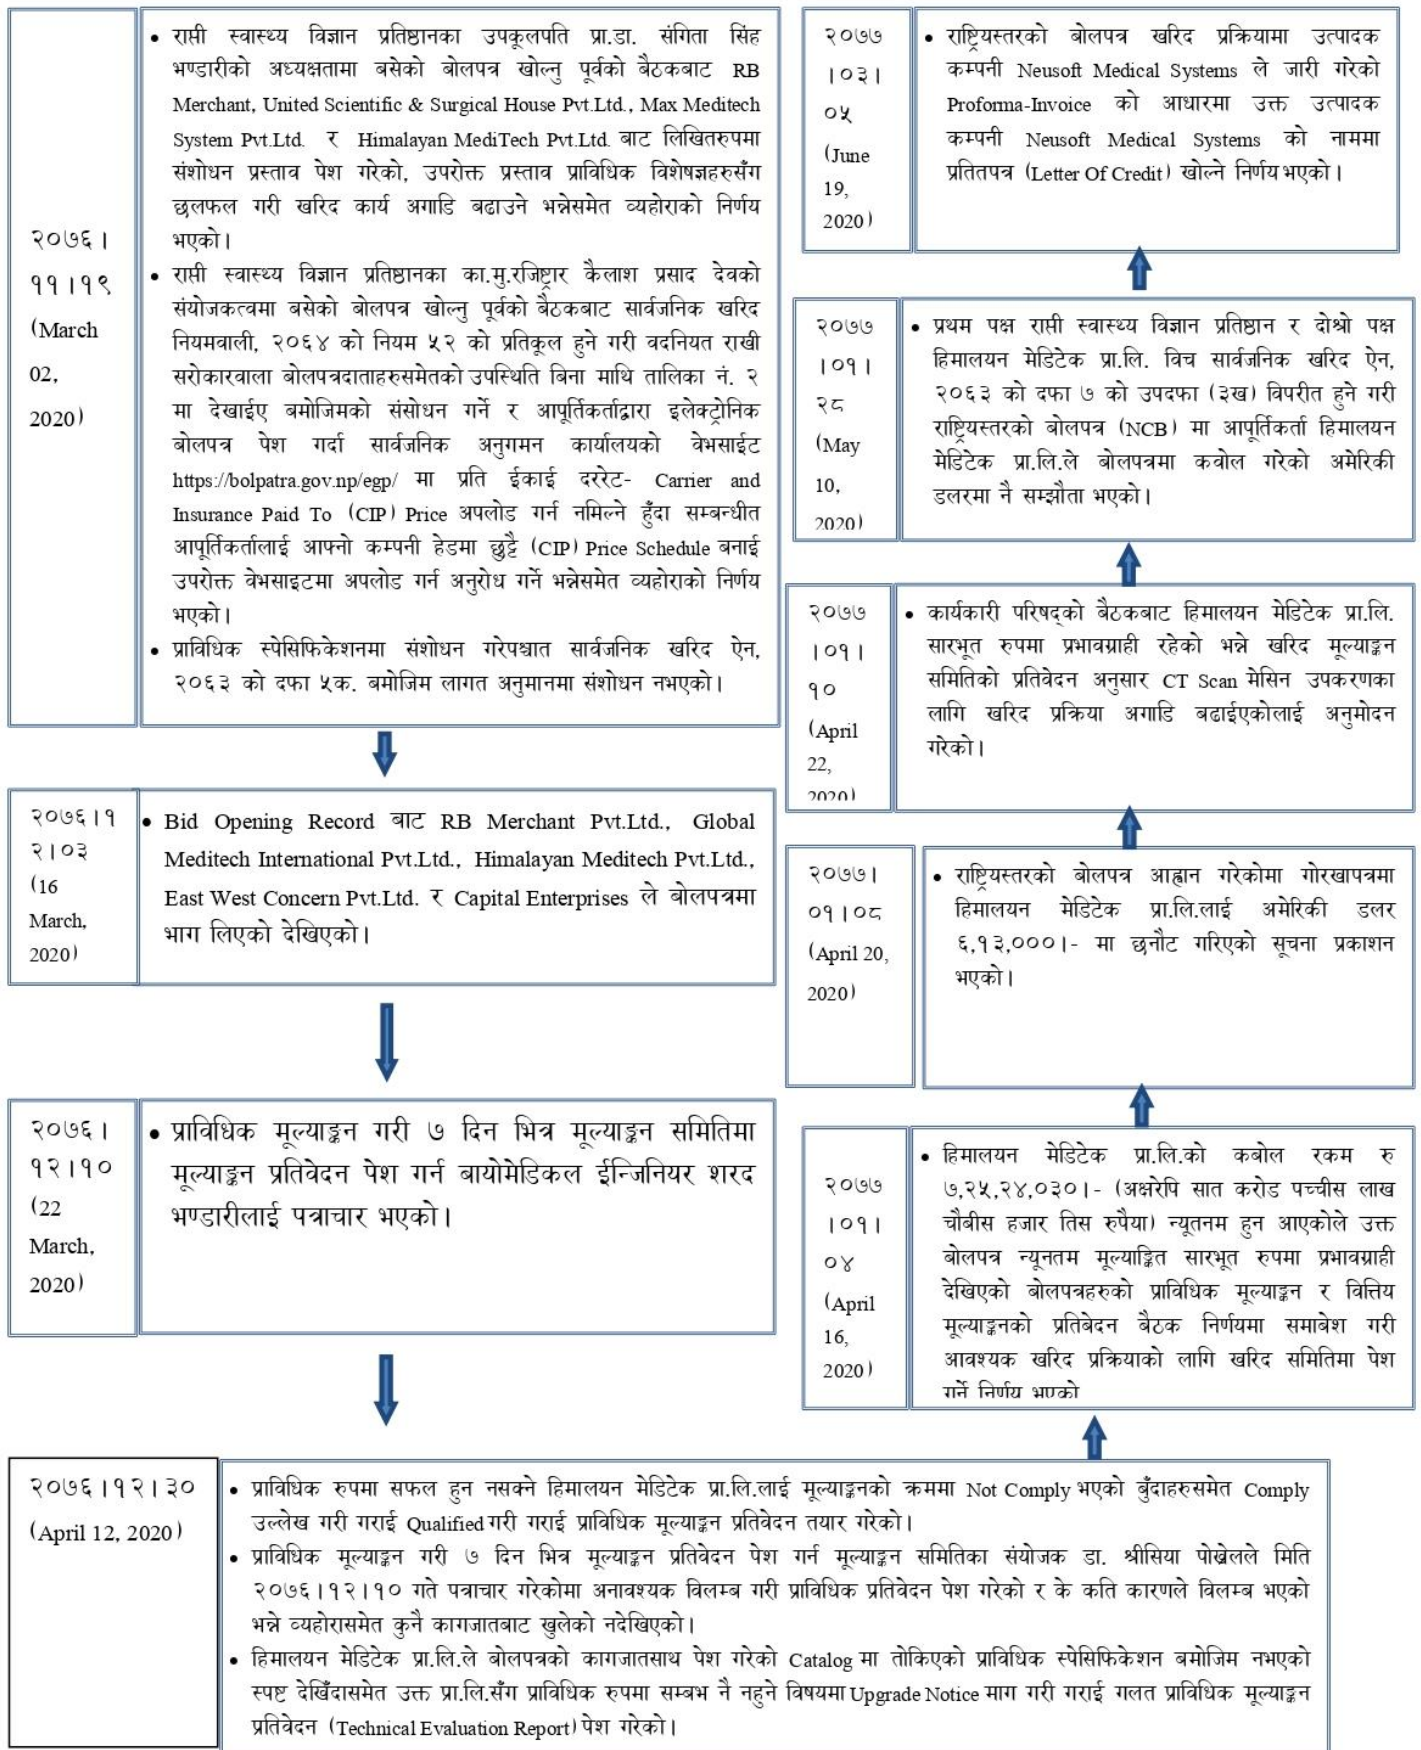 २०७६।
११।१९
(March
02,
2020)
• राप्ती स्वास्थ्य विज्ञान प्रतिष्ठानका उपकूलपति प्रा.डा. संगिता सिंह
भण्डारीको अध्यक्षतामा बसेको बोलपत्र खोल्नु पूर्वको बैठकबाट RB
Merchant, United Scientific & Surgical House Pvt.Ltd., Max Meditech
System Pvt.Ltd. र Himalayan MediTech Pvt.Ltd. बाट लिखितरुपमा
संशोधन प्रस्ताव पेश गरेको, उपरोक्त प्रस्ताव प्राविधिक विशेषज्ञहरुसँग
छलफल गरी खरिद कार्य अगाडि बढाउने भन्नेसमेत व्यहोराको निर्णय
भएको।
• राप्ती स्वास्थ्य विज्ञान प्रतिष्ठानका का.मु.रजिष्ट्रार कैलाश प्रसाद देवको
संयोजकत्वमा बसेको बोलपत्र खोल्नु पूर्वको बैठकबाट सार्वजनिक खरिद
नियमवाली, २०६४ को नियम ५२ को प्रतिकूल हुने गरी वदनियत राखी
सरोकारवाला बोलपत्रदाताहरुसमेतको उपस्थिति बिना माथि तालिका नं. २
मा देखाईए बमोजिमको संसोधन गर्ने र आपूर्तिकर्ताद्वारा इलेक्ट्रोनिक
बोलपत्र पेश गर्दा सार्वजनिक अनुगमन कार्यालयको वेभसाईट
https://bolpatra.gov.np/egp/ मा प्रति ईकाई दररेट- Carrier and
Insurance Paid To (CIP) Price अपलोड गर्न नमिल्ने हुँदा सम्बन्धीत
आपूर्तिकर्तालाई आफ्नो कम्पनी हेडमा छुट्टै (CIP) Price Schedule बनाई
उपरोक्त वेभसाइटमा अपलोड गर्न अनुरोध गर्ने भन्नेसमेत व्यहोराको निर्णय
भएको।
• प्राविधिक स्पेसिफिकेशनमा संशोधन गरेपश्चात सार्वजनिक खरिद ऐन,
२०६३ को दफा ५क. बमोजिम लागत अनुमानमा संशोधन नभएको।
२०७६।१
२।०३
(16
March,
2020)
• Bid Opening Record बाट RB Merchant Pvt.Ltd., Global
Meditech International Pvt.Ltd., Himalayan Meditech Pvt.Ltd.,
East West Concern Pvt.Ltd. र Capital Enterprises ले बोलपत्रमा
भाग लिएको देखिएको।
२०७६।
१२।१०
(22
March,
2020)
• प्राविधिक मूल्याङ्कन गरी ७ दिन भित्र मूल्याङ्कन समितिमा
मूल्याङ्कन प्रतिवेदन पेश गर्न बायोमेडिकल ईन्जिनियर शरद
भण्डारीलाई पत्राचार भएको।
२०७६।१२।३०
(April 12, 2020)
• प्राविधिक रुपमा सफल हुन नसक्ने हिमालयन मेडिटेक प्रा.लि.लाई मूल्याङ्कनको क्रममा Not Comply भएको बुँदाहरुसमेत Comply
उल्लेख गरी गराई Qualified गरी गराई प्राविधिक मूल्याङ्कन प्रतिवेदन तयार गरेको।
• प्राविधिक मूल्याङ्कन गरी ७ दिन भित्र मूल्याङ्कन प्रतिवेदन पेश गर्न मूल्याङ्कन समितिका संयोजक डा. श्रीसिया पोख्रेलले मिति
२०७६।१२।१० गते पत्राचार गरेकोमा अनावश्यक विलम्ब गरी प्राविधिक प्रतिवेदन पेश गरेको र के कति कारणले विलम्ब भएको
भन्ने व्यहोरासमेत कुनै कागजातबाट खुलेको नदेखिएको।
• हिमालयन मेडिटेक प्रा.लि.ले बोलपत्रको कागजातसाथ पेश गरेको Catalog मा तोकिएको प्राविधिक स्पेसिफिकेशन बमोजिम नभएको
स्पष्ट देखिँदासमेत उक्त प्रा.लि.सँग प्राविधिक रुपमा सम्बभ नै नहुने विषयमा Upgrade Notice माग गरी गराई गलत प्राविधिक मूल्याङ्कन
प्रतिवेदन (Technical Evaluation Report) पेश गरेको।
२०७७
।०१।
०४
(April
16,
2020)
• हिमालयन मेडिटेक प्रा.लि.को कबोल रकम रु
७,२५,२४,०३०।- (अक्षरेपि सात करोड पच्चीस लाख
चौबीस हजार तिस रुपैया) न्यूतनम हुन आएकोले उक्त
बोलपत्र न्यूनतम मूल्याङ्कित सारभूत रुपमा प्रभावग्राही
देखिएको बोलपत्रहरुको प्राविधिक मूल्याङ्कन र वित्तिय
मूल्याङ्कनको प्रतिबेदन बैठक निर्णयमा समाबेश गरी
आवश्यक खरिद प्रक्रियाको लागि खरिद समितिमा पेश
गर्ने निर्णय भएको
२०७७।
०१।०८
(April 20,
2020)
• राष्ट्रियस्तरको बोलपत्र आह्वान गरेकोमा गोरखापत्रमा
हिमालयन मेडिटेक प्रा.लि.लाई अमेरिकी डलर
६,१३,०००।- मा छनौट गरिएको सूचना प्रकाशन
भएको।
२०७७
।०१।
१०
(April
22,
2020)
• कार्यकारी परिषद्को बैठकबाट हिमालयन मेडिटेक प्रा.लि.
सारभूत रुपमा प्रभावग्राही रहेको भन्ने खरिद मूल्याङ्कन
समितिको प्रतिवेदन अनुसार CT Scan मेसिन उपकरणका
लागि खरिद प्रक्रिया अगाडि बढाईएकोलाई अनुमोदन
गरेको।
२०७७
।०१।
२८
(May
10,
2020)
• प्रथम पक्ष राप्ती स्वास्थ्य विज्ञान प्रतिष्ठान र दोश्रो पक्ष
हिमालयन मेडिटेक प्रा.लि. विच सार्वजनिक खरिद ऐन,
२०६३ को दफा ७ को उपदफा (३ख) विपरीत हुने गरी
राष्ट्रियस्तरको बोलपत्र (NCB) मा आपूर्तिकर्ता हिमालयन
मेडिटेक प्रा.लि.ले बोलपत्रमा कवोल गरेको अमेरिकी
डलरमा नै सम्झौता भएको।
२०७७
।०३।
०५
(June
19,
2020)
• राष्ट्रियस्तरको बोलपत्र खरिद प्रक्रियामा उत्पादक
कम्पनी Neusoft Medical Systems ले जारी गरेको
Proforma-Invoice को आधारमा उक्त उत्पादक
कम्पनी Neusoft Medical Systems को नाममा
प्रतितपत्र (Letter Of Credit) खोल्ने निर्णय भएको।